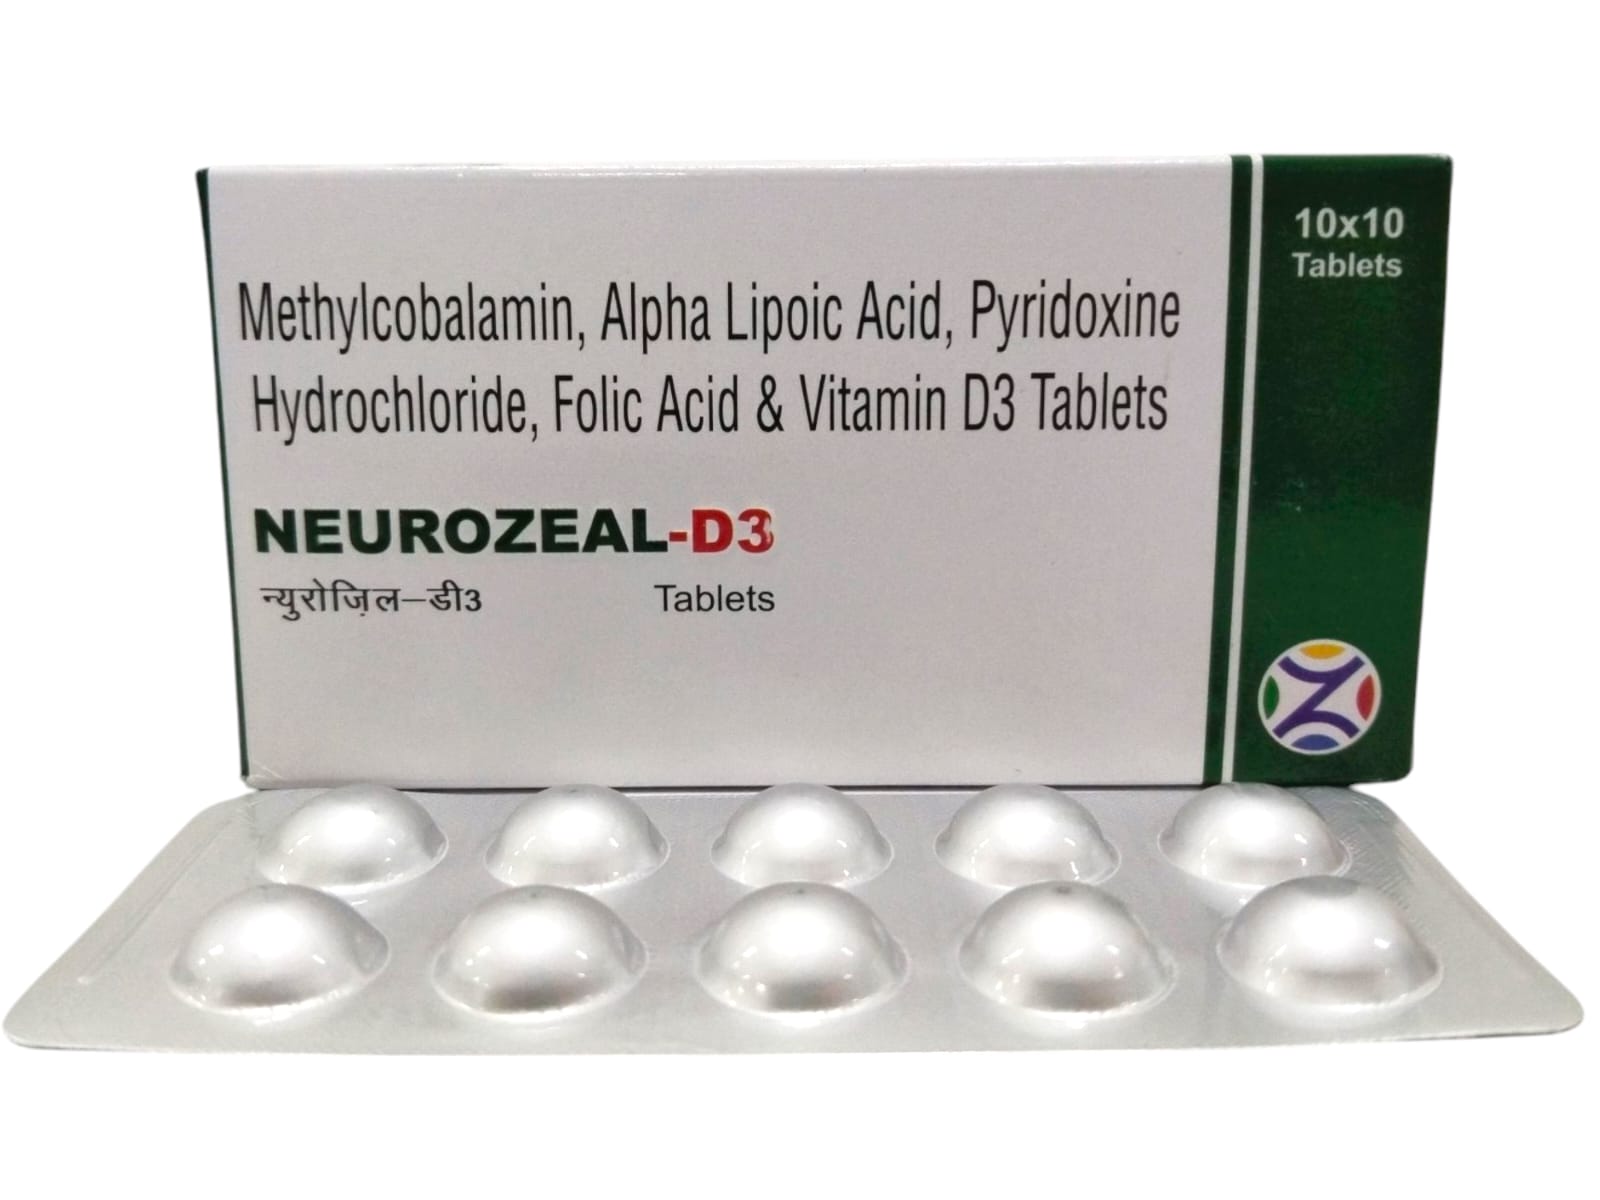 Methylcobalamin, Alpha Lipoic Acid, Pyridoxine
Hydrochloride, Folic Acid & Vitamin D3 Tablets
NEUROZEAL-D3
न्युरोज़िल–डी3 Tablets
10x10
Tablets